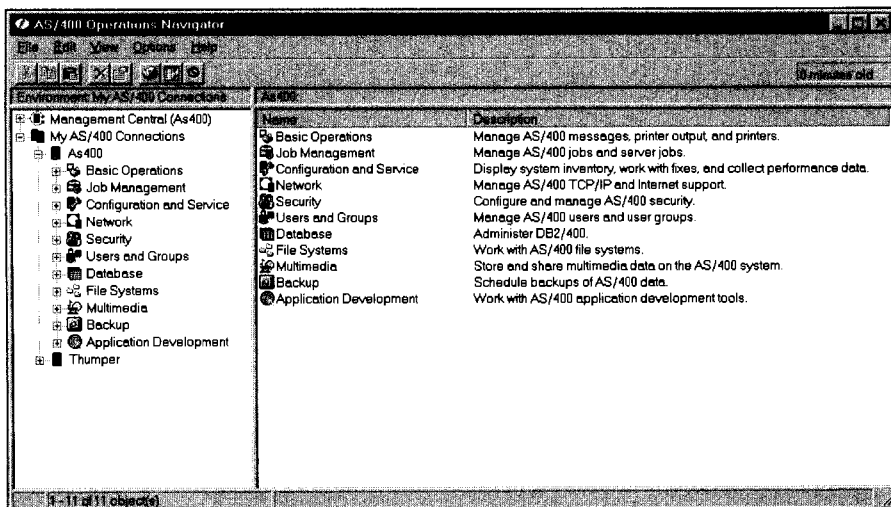 AS/400 Operations Navigator
File Edit View Options Help
10 minutes old
Environment: My AS/400 Connections
As400:
Management Central (As400)
My AS/400 Connections
As400
Basic Operations
Job Management
Configuration and Service
Network
Security
Users and Groups
Database
File Systems
Multimedia
Backup
Application Development
Thumper
Name Description
Basic Operations Manage AS/400 messages, printer output, and printers.
Job Management Manage AS/400 jobs and server jobs.
Configuration and Service Display system inventory, work with fixes, and collect performance data.
Network Manage AS/400 TCP/IP and Internet support.
Security Configure and manage AS/400 security.
Users and Groups Manage AS/400 users and user groups.
Database Administer DB2/400.
File Systems Work with AS/400 file systems.
Multimedia Store and share multimedia data on the AS/400 system.
Backup Schedule backups of AS/400 data.
Application Development Work with AS/400 application development tools.
1 - 11 of 11 object(s)